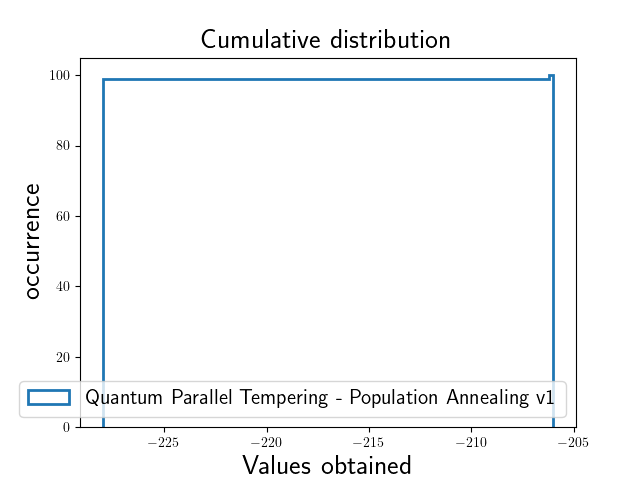 Cumulative distribution
occurrence
100
80
60
40
20
0
Quantum Parallel Tempering - Population Annealing v1
−225
−220
−215
−210
−205
Values obtained